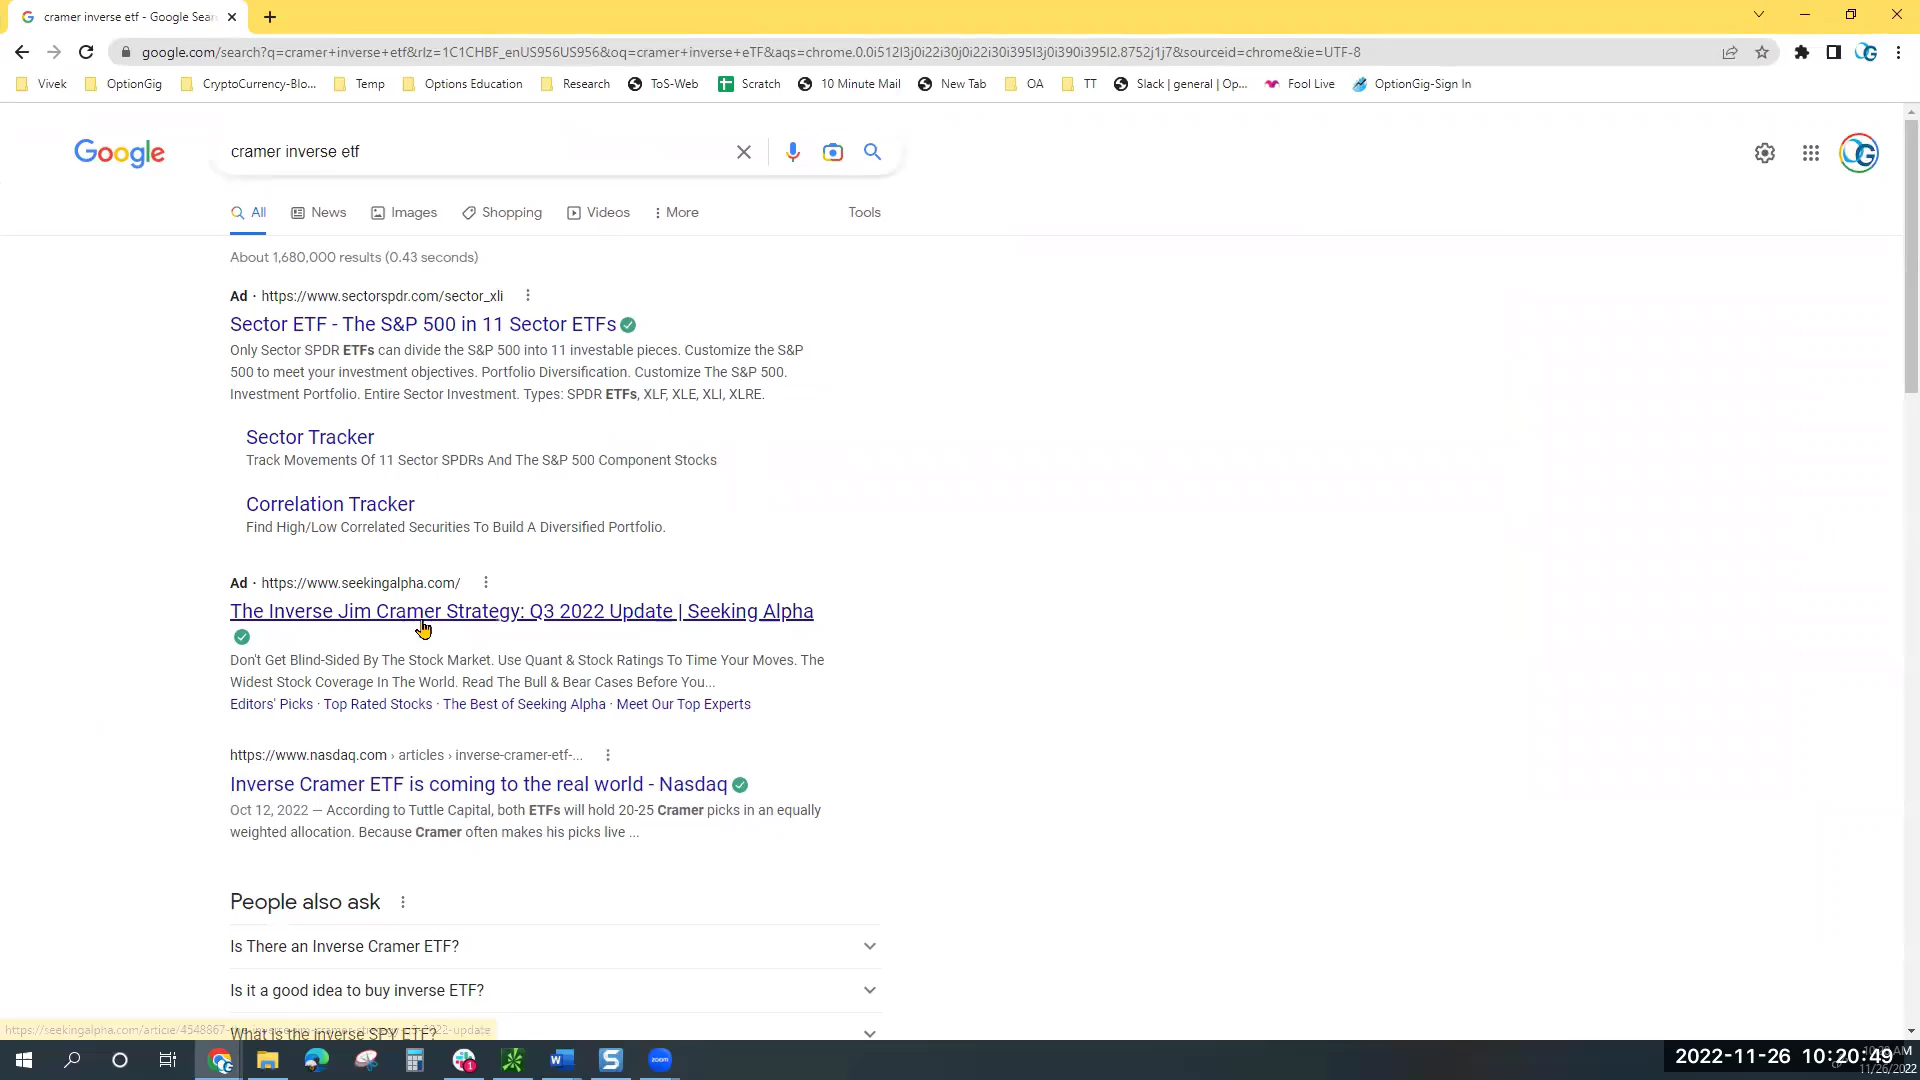 cramer inverse etf - Google Sear
google.com/search?q=cramer+inverse+etf&rlz=1C1CHBF_enUS956US956&oq=cramer+inverse+eTF&aqs=chrome.0.0i512l3j0i22i30j0i22i30i395l3j0i390i395l2.8752j1j7&sourceid=chrome&ie=UTF-8
Vivek OptionGig CryptoCurrency-Blo... Temp Options Education Research ToS-Web Scratch 10 Minute Mail New Tab OA TT Slack | general | Op... Fool Live OptionGig-Sign In
Google cramer inverse etf
All News Images Shopping Videos More Tools
About 1,680,000 results (0.43 seconds)
Ad · https://www.sectorspdr.com/sector_xli
Sector ETF - The S&P 500 in 11 Sector ETFs
Only Sector SPDR ETFs can divide the S&P 500 into 11 investable pieces. Customize the S&P
500 to meet your investment objectives. Portfolio Diversification. Customize The S&P 500.
Investment Portfolio. Entire Sector Investment. Types: SPDR ETFs, XLF, XLE, XLI, XLRE.
Sector Tracker
Track Movements Of 11 Sector SPDRs And The S&P 500 Component Stocks
Correlation Tracker
Find High/Low Correlated Securities To Build A Diversified Portfolio.
Ad · https://www.seekingalpha.com/
The Inverse Jim Cramer Strategy: Q3 2022 Update | Seeking Alpha
Don't Get Blind-Sided By The Stock Market. Use Quant & Stock Ratings To Time Your Moves. The
Widest Stock Coverage In The World. Read The Bull & Bear Cases Before You...
Editors' Picks · Top Rated Stocks · The Best of Seeking Alpha · Meet Our Top Experts
https://www.nasdaq.com › articles › inverse-cramer-etf-...
Inverse Cramer ETF is coming to the real world - Nasdaq
Oct 12, 2022 — According to Tuttle Capital, both ETFs will hold 20-25 Cramer picks in an equally
weighted allocation. Because Cramer often makes his picks live ...
People also ask
Is There an Inverse Cramer ETF?
Is it a good idea to buy inverse ETF?
What is the inverse SPY ETF?
2022-11-26 10:20:49
11/26/2022